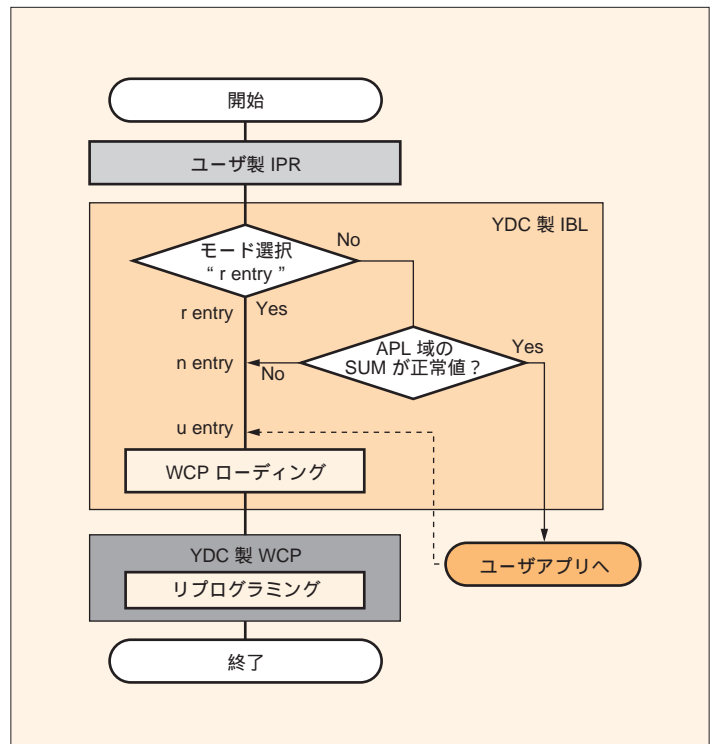 開始
ユーザ製 IPR
YDC 製 IBL
モード選択
“ r entry ”
No
Yes
r entry
APL 域の
SUM が正常値？
Yes
No
n entry
u entry
WCP ローディング
YDC 製 WCP
リプログラミング
ユーザアプリへ
終了